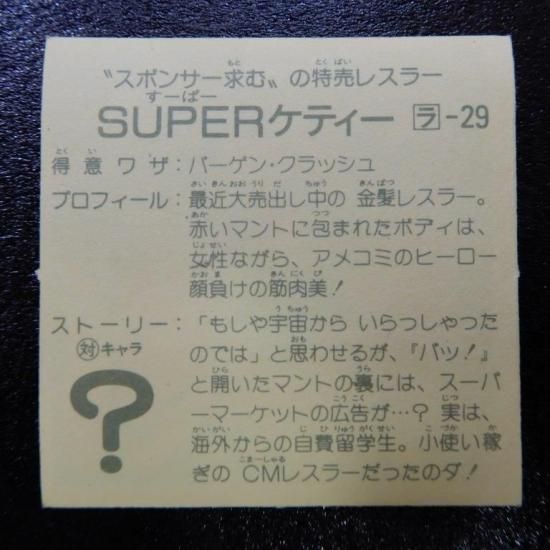 〝スポンサー求む〟の特売レスラー
SUPERケティー ラ-29
得意ワザ：バーゲン・クラッシュ
プロフィール：最近大売出し中の 金髪レスラー。
赤いマントに包まれたボディは、
女性ながら、アメコミのヒーロー
顔負けの筋肉美！
ストーリー：「もしや宇宙から いらっしゃった
対キャラ のでは」と思わせるが、『バッ！』
と開いたマントの裏には、スーパ
ーマーケットの広告が…？ 実は、
海外からの自費留学生。小使い稼
ぎの CMレスラーだったのダ！
？